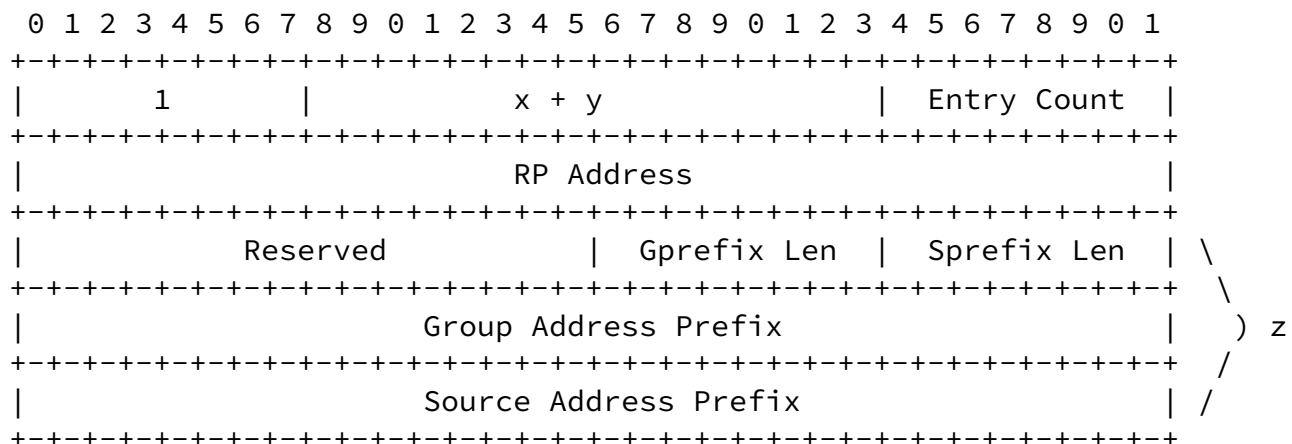 0 1 2 3 4 5 6 7 8 9 0 1 2 3 4 5 6 7 8 9 0 1 2 3 4 5 6 7 8 9 0 1
+-+-+-+-+-+-+-+-+-+-+-+-+-+-+-+-+-+-+-+-+-+-+-+-+-+-+-+-+-+-+-+-+
|       1       |           x + y               |  Entry Count  |
+-+-+-+-+-+-+-+-+-+-+-+-+-+-+-+-+-+-+-+-+-+-+-+-+-+-+-+-+-+-+-+-+
|                           RP Address                          |
+-+-+-+-+-+-+-+-+-+-+-+-+-+-+-+-+-+-+-+-+-+-+-+-+-+-+-+-+-+-+-+-+
|            Reserved           |  Gprefix Len  |  Sprefix Len  | \
+-+-+-+-+-+-+-+-+-+-+-+-+-+-+-+-+-+-+-+-+-+-+-+-+-+-+-+-+-+-+-+-+  \
|                      Group Address Prefix                     |   ) z
+-+-+-+-+-+-+-+-+-+-+-+-+-+-+-+-+-+-+-+-+-+-+-+-+-+-+-+-+-+-+-+-+  /
|                      Source Address Prefix                    | /
+-+-+-+-+-+-+-+-+-+-+-+-+-+-+-+-+-+-+-+-+-+-+-+-+-+-+-+-+-+-+-+-+